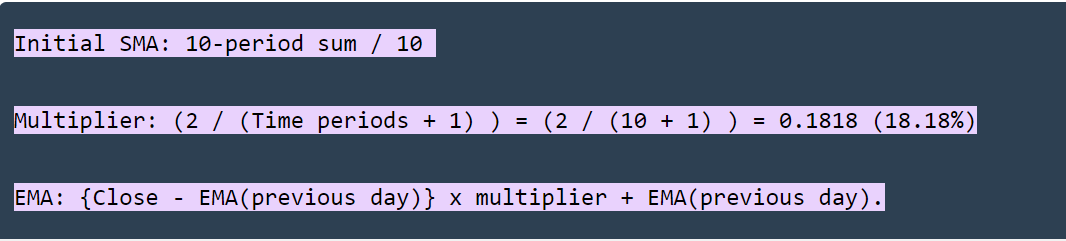 Initial SMA: 10-period sum / 10
Multiplier: (2 / (Time periods + 1) ) = (2 / (10 + 1) ) = 0.1818 (18.18%)
EMA: {Close - EMA(previous day)} x multiplier + EMA(previous day).